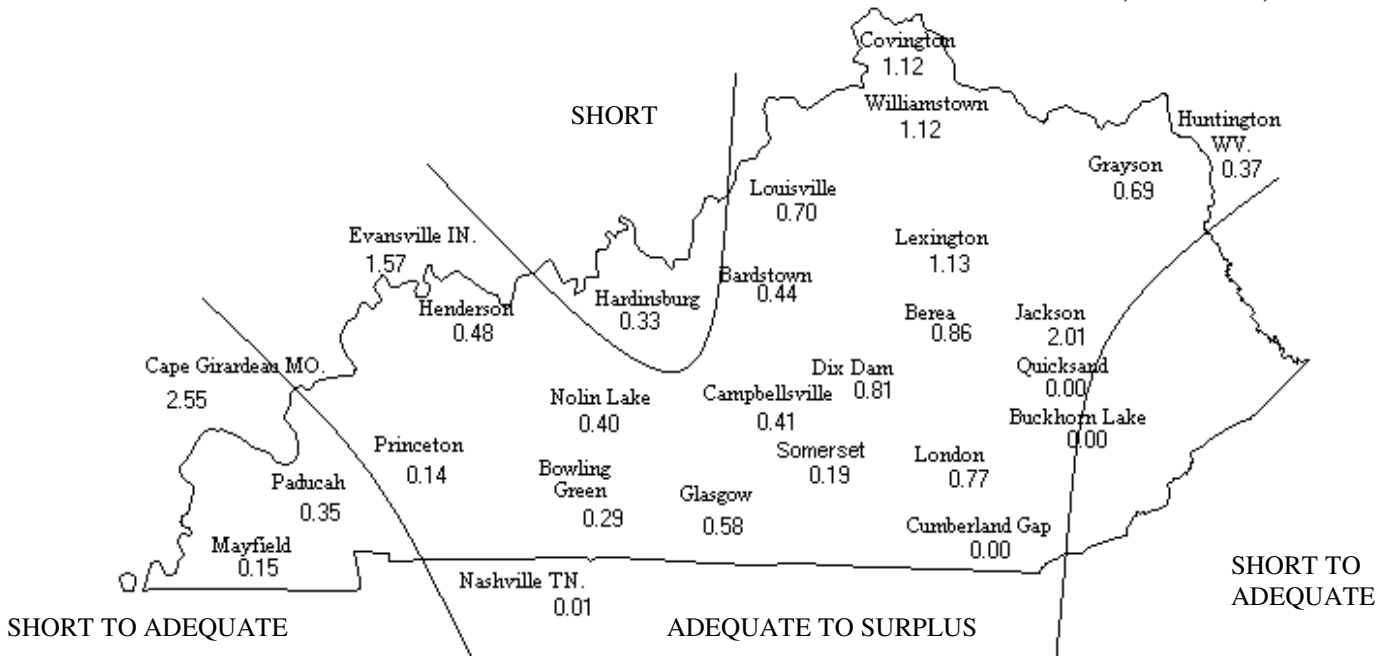 Covington
1.12
SHORT
Williamstown
1.12
Huntington
WV.
0.37
Grayson
0.69
Louisville
0.70
Evansville IN.
1.57
Lexington
1.13
Bardstown
0.44
Henderson
0.48
Hardinsburg
0.33
Berea
0.86
Jackson
2.01
Cape Girardeau MO.
2.55
Dix Dam
0.81
Quicksand
0.00
Nolin Lake
0.40
Campbellsville
0.41
Buckhorn Lake
0.00
Princeton
0.14
Somerset
0.19
London
0.77
Paducah
0.35
Bowling
Green
0.29
Glasgow
0.58
Cumberland Gap
0.00
Mayfield
0.15
Nashville TN.
0.01
SHORT TO
ADEQUATE
SHORT TO ADEQUATE
ADEQUATE TO SURPLUS